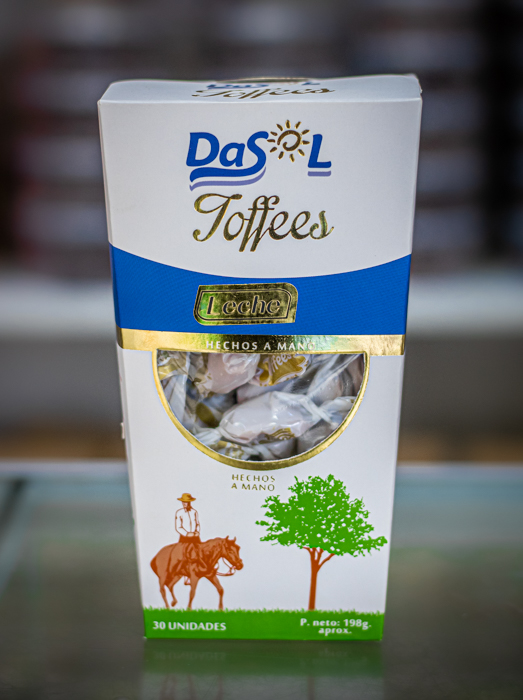 Toffees
DaSOL
Toffees
Leche
HECHOS A MANO
HECHOS
A MANO
30 UNIDADES
P. neto: 198g.
aprox.